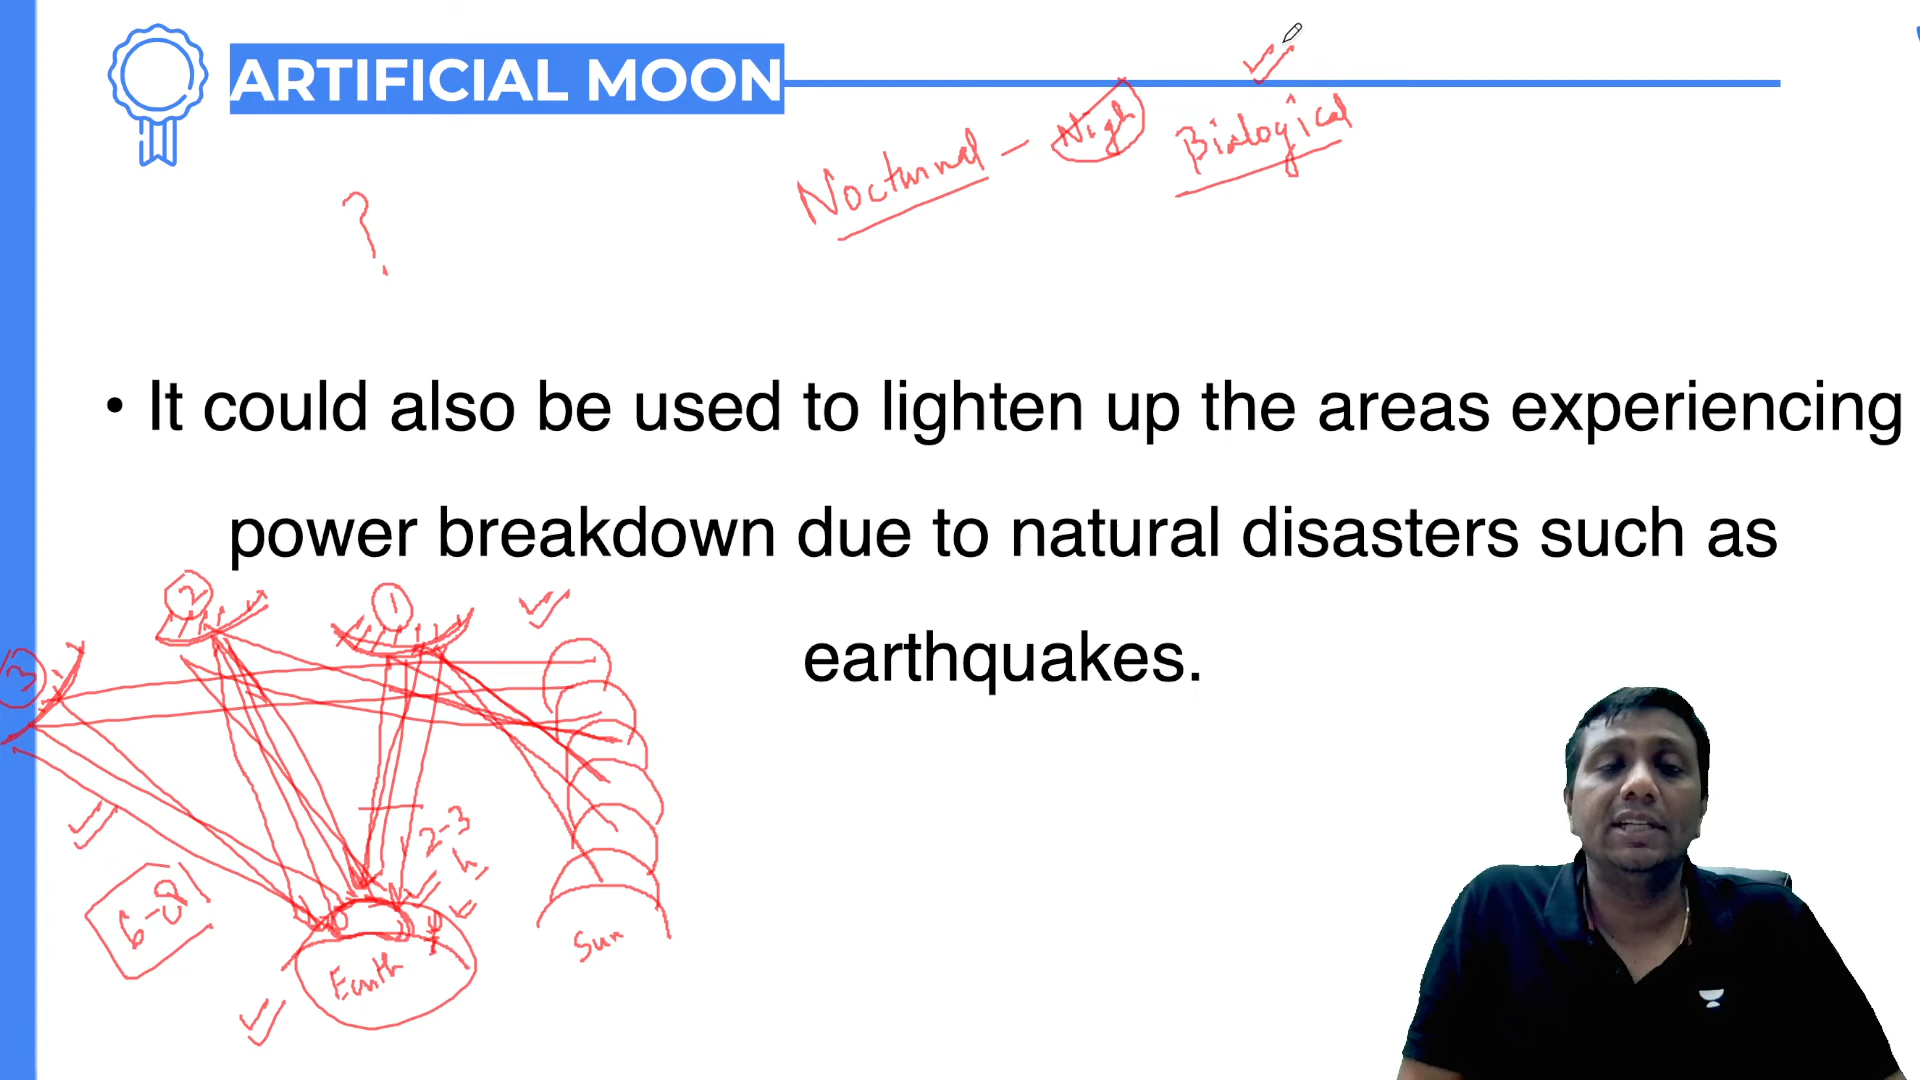 ARTIFICIAL MOON
Nocturnal - Nigh Biological
?
• It could also be used to lighten up the areas experiencing
power breakdown due to natural disasters such as
earthquakes.
2 1
3
2-3
h
6-8
Sun
Earth